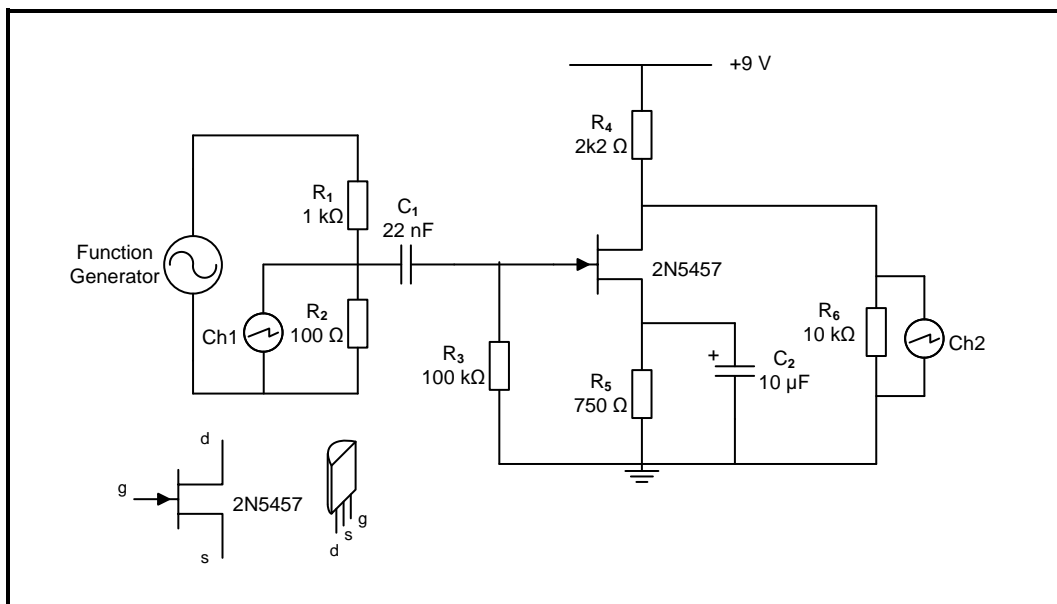 +9 V
R4
2k2 Ω
R1
1 kΩ
C1
22 nF
Function
Generator
2N5457
R2
100 Ω
Ch1
R6
10 kΩ
Ch2
R3
100 kΩ
+
C2
10 µF
R5
750 Ω
d
g
2N5457
s
g
s
d